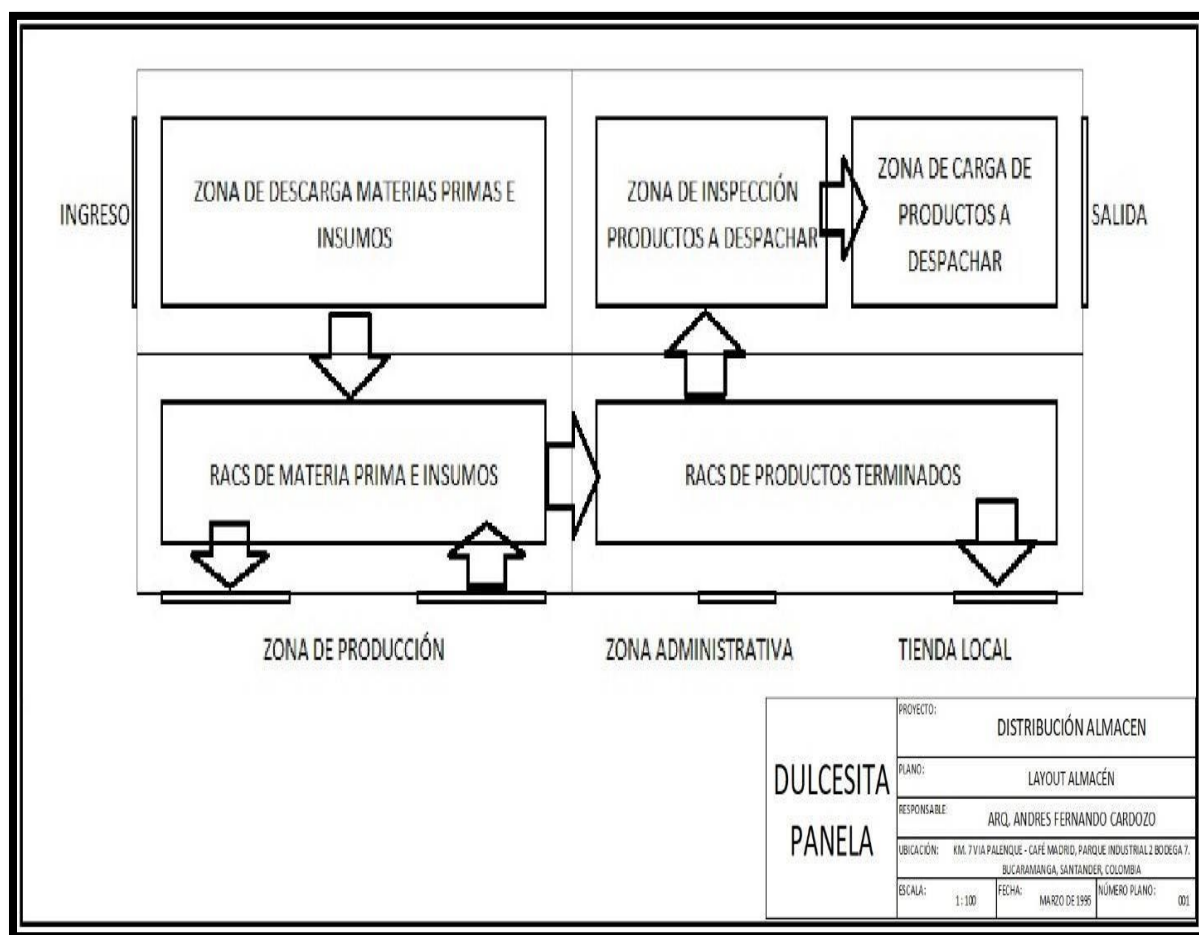 INGRESO
ZONA DE DESCARGA MATERIAS PRIMAS E
INSUMOS
ZONA DE INSPECCIÓN
PRODUCTOS A DESPACHAR
ZONA DE CARGA DE
PRODUCTOS A
DESPACHAR
SALIDA
RACS DE MATERIA PRIMA E INSUMOS
RACS DE PRODUCTOS TERMINADOS
ZONA DE PRODUCCIÓN
ZONA ADMINISTRATIVA
TIENDA LOCAL
DULCESITA
PANELA
PROYECTO:
DISTRIBUCIÓN ALMACEN
PLANO:
LAYOUT ALMACÉN
RESPONSABLE:
ARQ. ANDRES FERNANDO CARDOZO
UBICACIÓN:
KM. 7 VIA PALENQUE - CAFÉ MADRID, PARQUE INDUSTRIAL 2 BODEGA 7.
BUCARAMANGA, SANTANDER, COLOMBIA
ESCALA:
1 : 100
FECHA:
MARZO DE 1995
NÚMERO PLANO:
001